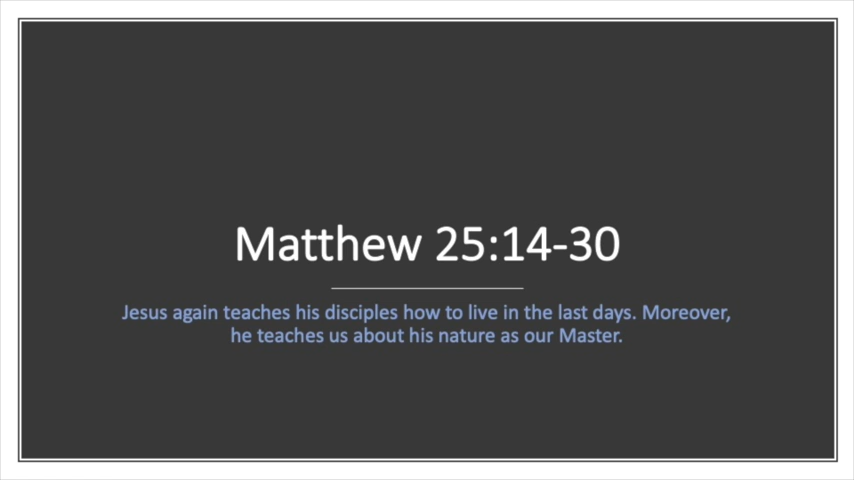 Matthew 25:14-30
Jesus again teaches his disciples how to live in the last days. Moreover,
he teaches us about his nature as our Master.